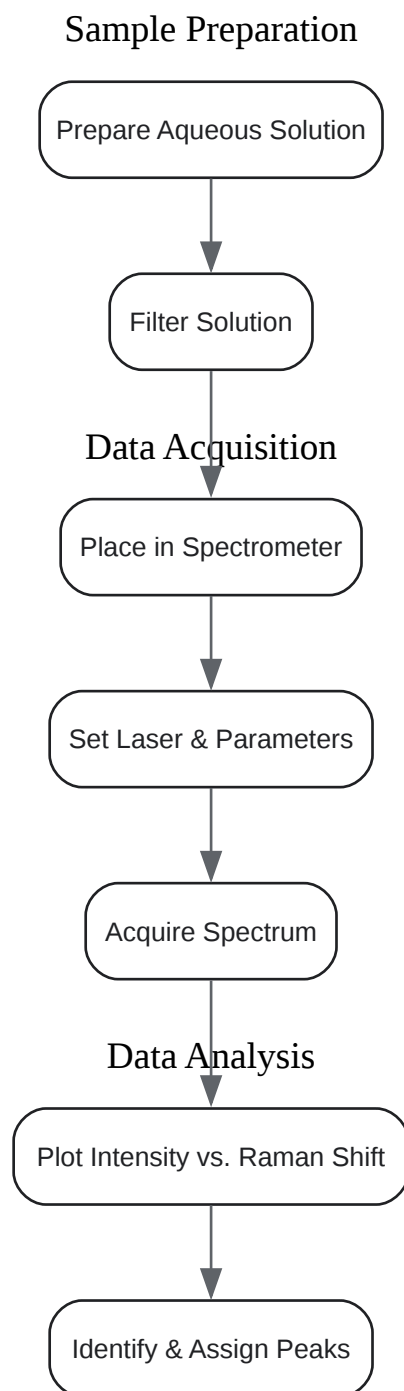 Sample Preparation
Prepare Aqueous Solution
Filter Solution
Data Acquisition
Place in Spectrometer
Set Laser & Parameters
Acquire Spectrum
Data Analysis
Plot Intensity vs. Raman Shift
Identify & Assign Peaks